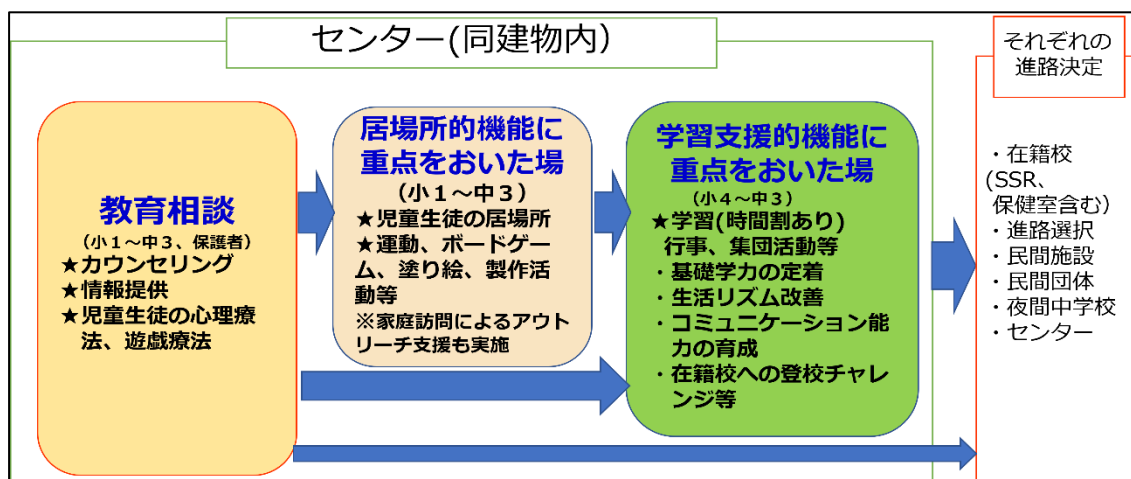 センター(同建物内）
教育相談
（小１～中３、保護者）
★カウンセリング
★情報提供
★児童生徒の心理療
法、遊戯療法
居場所的機能に
重点をおいた場
（小１～中３）
★児童生徒の居場所
★運動、ボードゲー
ム、塗り絵、製作活
動等
※家庭訪問によるアウト
リーチ支援も実施
学習支援的機能に
重点をおいた場
（小４～中３）
★学習(時間割あり)
行事、集団活動等
・基礎学力の定着
・生活リズム改善
・コミュニケーション能
力の育成
・在籍校への登校チャレ
ンジ等
それぞれの
進路決定
・在籍校
(SSR、
保健室含む）
・進路選択
・民間施設
・民間団体
・夜間中学校
・センター